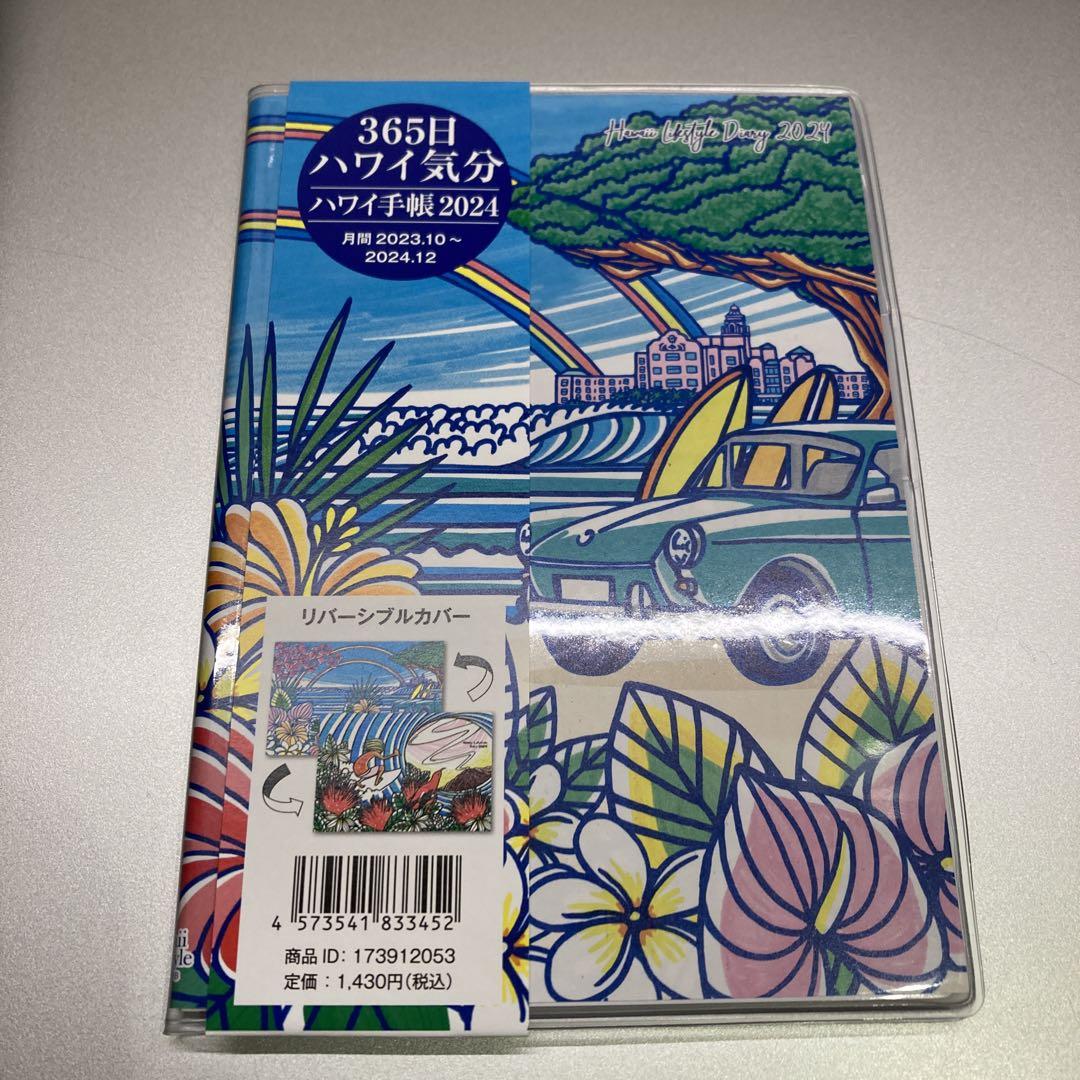 365日
ハワイ気分
ハワイ手帳2024
月間 2023.10～
2024.12
Hawaii Lifestyle Diary 2024
リバーシブルカバー
4 573541 833452
商品 ID: 173912053
定価 : 1,430円(税込)